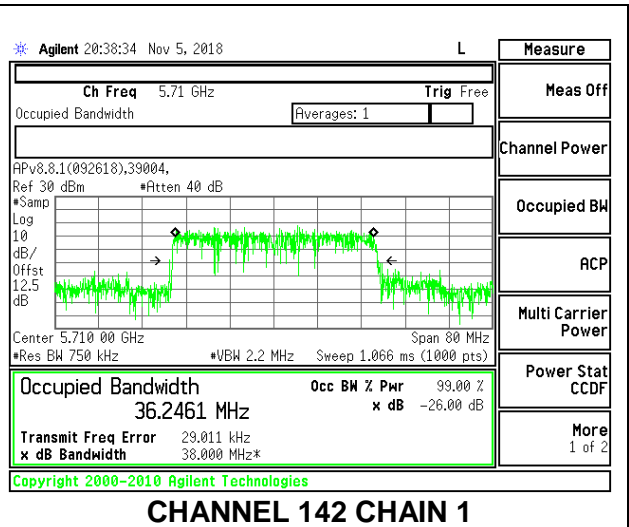 Agilent 20:38:34 Nov 5, 2018 L
Measure
Ch Freq 5.71 GHz Trig Free
Occupied Bandwidth Averages: 1
APv8.8.1(092618),39004,
Ref 30 dBm #Atten 40 dB
#Samp
Log
10
dB/
Offst
12.5
dB
Center 5.710 00 GHz Span 80 MHz
#Res BW 750 kHz #VBW 2.2 MHz Sweep 1.066 ms (1000 pts)
Occupied Bandwidth Occ BW % Pwr 99.00 %
36.2461 MHz x dB -26.00 dB
Transmit Freq Error 29.011 kHz
x dB Bandwidth 38.000 MHz*
Copyright 2000-2010 Agilent Technologies
Meas Off
Channel Power
Occupied BW
ACP
Multi Carrier
Power
Power Stat
CCDF
More
1 of 2
CHANNEL 142 CHAIN 1